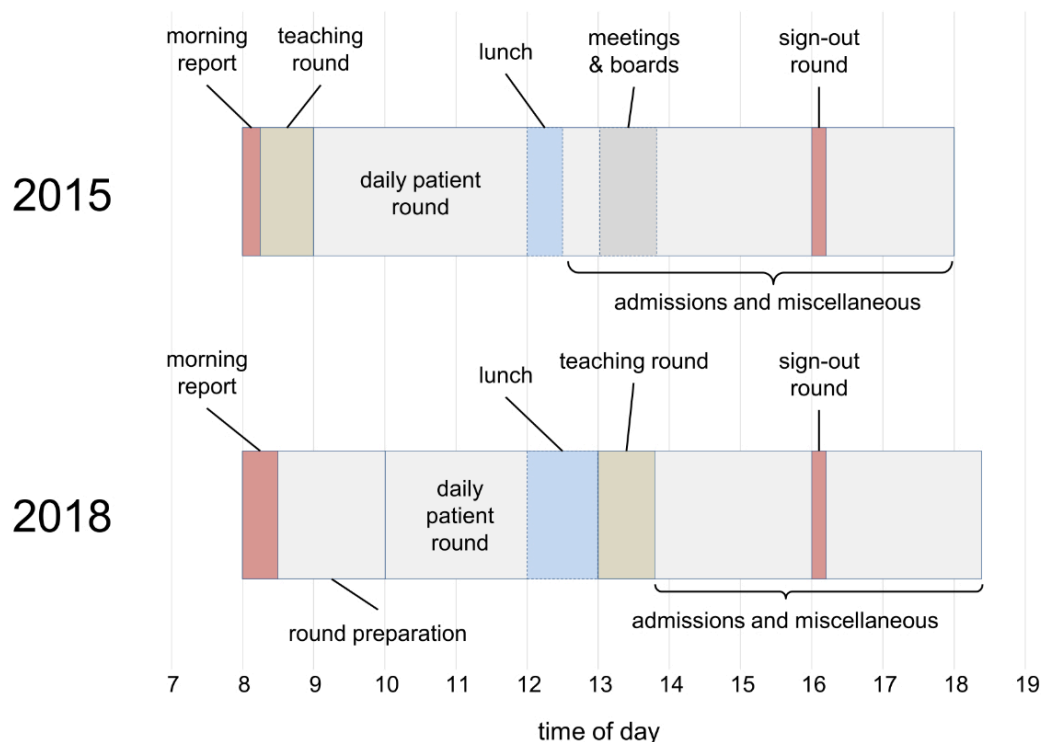 morning
report
teaching
round
lunch
meetings
& boards
sign-out
round
2015
daily patient
round
admissions and miscellaneous
morning
report
lunch
teaching round
sign-out
round
2018
daily
patient
round
admissions and miscellaneous
round preparation
7 8 9 10 11 12 13 14 15 16 17 18 19
time of day